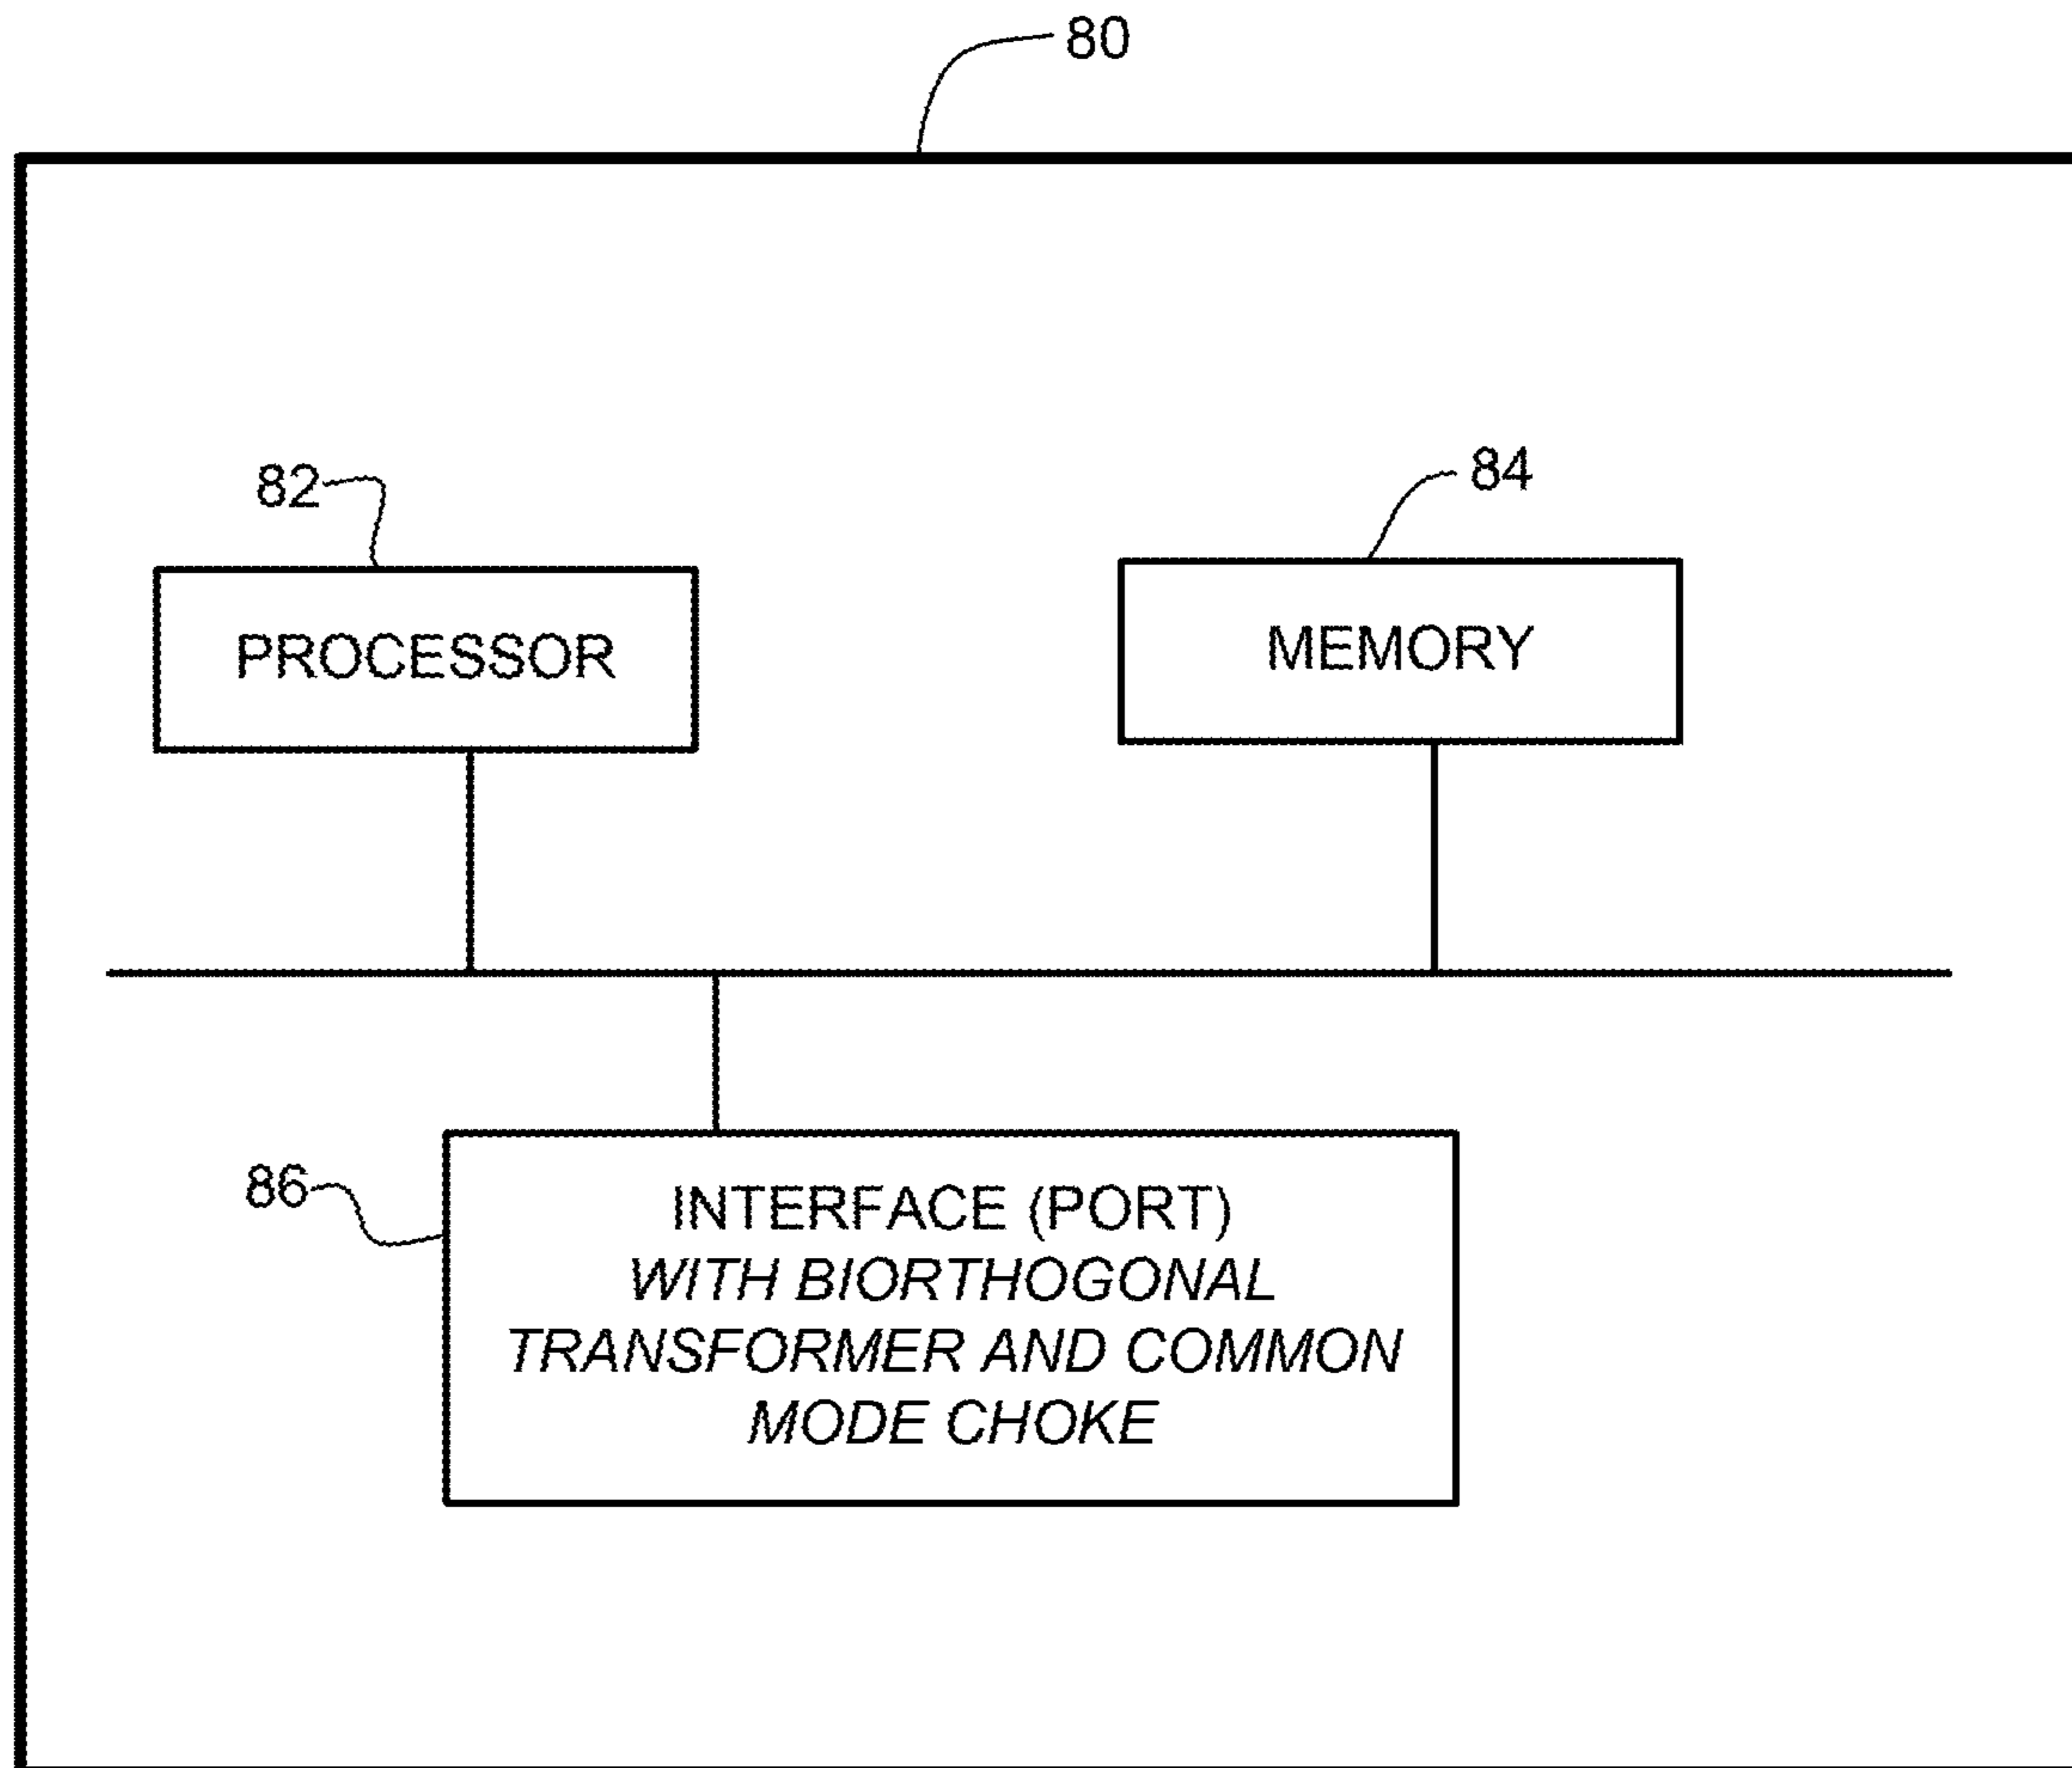 80
82
84
PROCESSOR
MEMORY
86
INTERFACE (PORT)
WITH BIORTHOGONAL
TRANSFORMER AND COMMON
MODE CHOKE